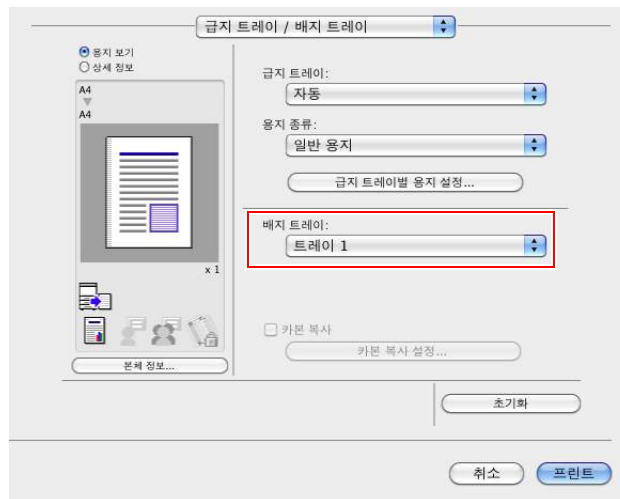 급지 트레이 / 배지 트레이
용지 보기
상세 정보
A4
A4
x 1
본체 정보...
급지 트레이:
자동
용지 종류:
일반 용지
급지 트레이별 용지 설정...
배지 트레이:
트레이 1
카본 복사
카본 복사 설정...
초기화
취소
프린트